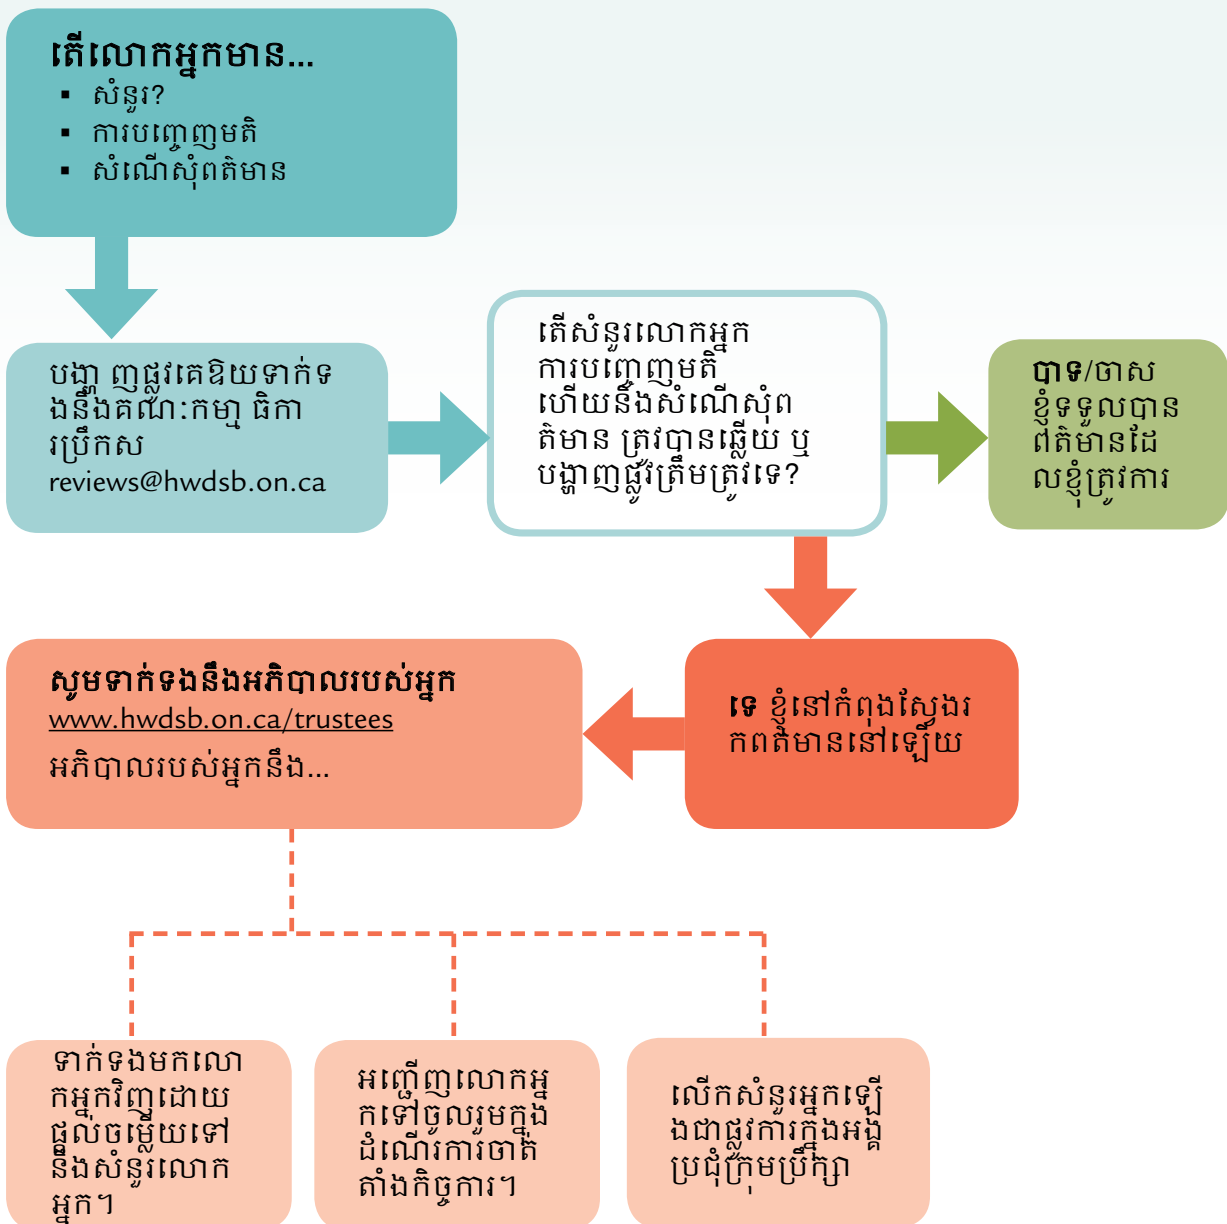 តើលោកអ្នកមាន...
▪ សំនួរ?
▪ ការបញ្ចេញមតិ
▪ សំណើសុំពត៌មាន
បង្ហា ញផ្លូវគេឱយទាក់ទ
ងនឹងគណៈកមា្ម ធិកា
រប្រឹកស
reviews@hwdsb.on.ca
តើសំនួរលោកអ្នក
ការបញ្ចេញមតិ
ហើយនិងសំណើសុំព
ត៌មាន ត្រូវបានឆ្លើយ ឬ
បង្ហាញផ្លូវត្រឹមត្រូវទេ?
បាទ/ចាស
ខ្ញុំទទួលបាន
ពត៌មានដែ
លខ្ញុំត្រូវការ
សូមទាក់ទងនឹងអភិបាលរបស់អ្នក
www.hwdsb.on.ca/trustees
អភិបាលរបស់អ្នកនឹង...
ទេ ខ្ញុំនៅកំពុងស្វែងរ
កពត៌មាននៅឡើយ
ទាក់ទងមកលោ
កអ្នកវិញដោយ
ផ្តល់ចម្លើយទៅ
នឹងសំនួរលោក
អ្នក។
អញ្ជើញលោកអ្ន
កទៅចូលរួមក្នុង
ដំណើរការចាត់
តាំងកិច្ចការ។
លើកសំនួរអ្នកឡើ
ងជាផ្លូវការក្នុងអង្គ
ប្រជុំក្រុមប្រឹក្សា